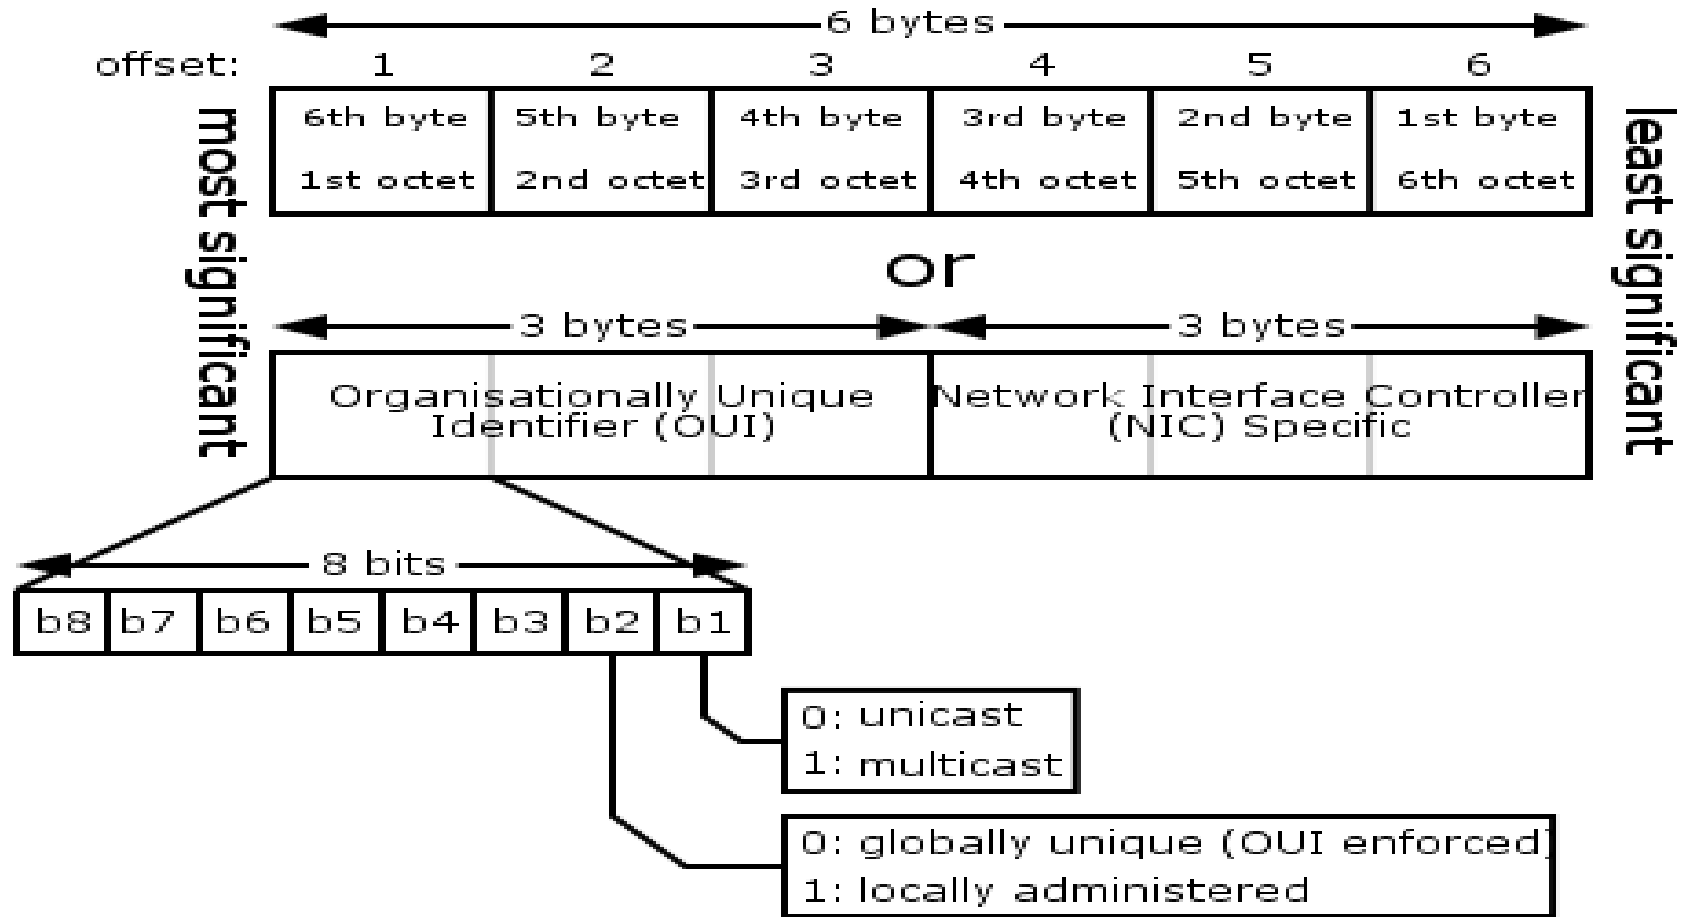 6 bytes
offset: 1 2 3 4 5 6
6th byte 5th byte 4th byte 3rd byte 2nd byte 1st byte
1st octet 2nd octet 3rd octet 4th octet 5th octet 6th octet
most significant
least significant
or
3 bytes 3 bytes
Organisationally Unique
Identifier (OUI)
Network Interface Controller
(NIC) Specific
8 bits
b8 b7 b6 b5 b4 b3 b2 b1
0: unicast
1: multicast
0: globally unique (OUI enforced)
1: locally administered